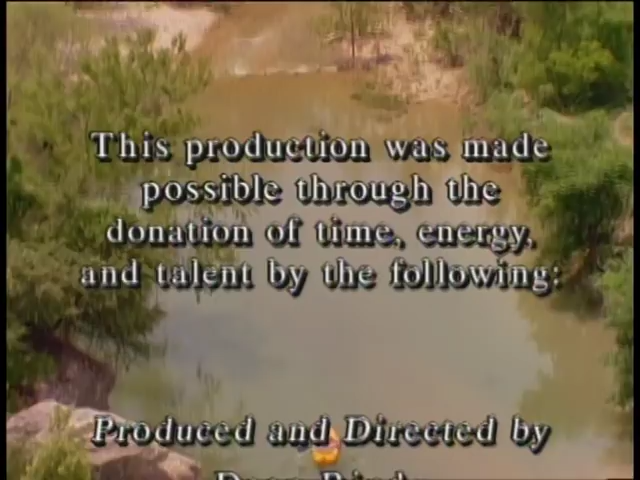 This production was made
possible through the
donation of time, energy,
and talent by the following:
Produced and Directed by